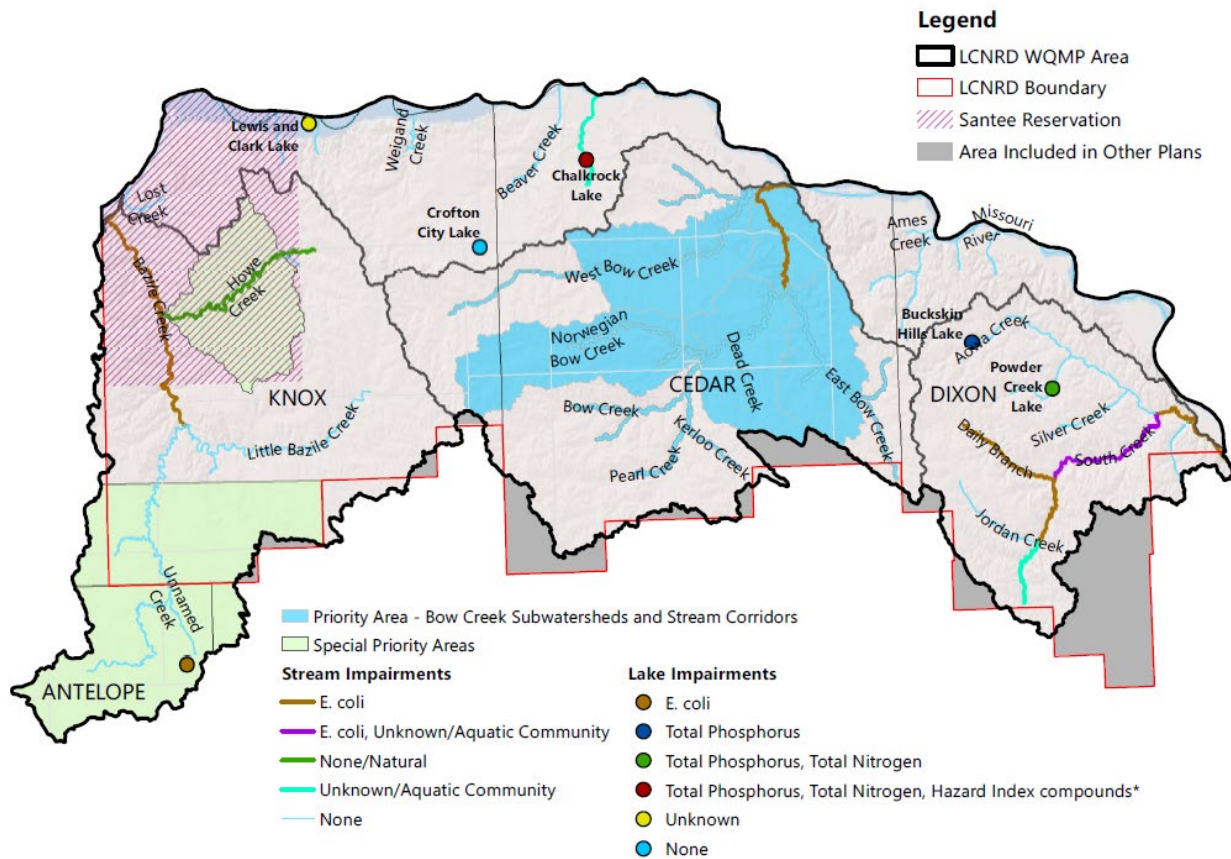 Legend
LCNRD WQMP Area
LCNRD Boundary
Santee Reservation
Area Included in Other Plans
Lewis and
Clark Lake
Weigand
Creek
Beaver Creek
Chalkrock
Lake
Lost
Creek
Crofton
City Lake
Ames
Creek
Missouri
River
Bazile Creek
Howe
Creek
West Bow Creek
Norwegian
Bow Creek
Buckskin
Hills Lake
Aowa Creek
Dead Creek
East Bow Creek
Powder
Creek
Lake
KNOX
CEDAR
DIXON
Bow Creek
Silver Creek
Little Bazile Creek
Kerloo Creek
Pearl Creek
Daily Branch
South Creek
Jordan Creek
Unnamed
Creek
ANTELOPE
Priority Area - Bow Creek Subwatersheds and Stream Corridors
Special Priority Areas
Stream Impairments
E. coli
E. coli, Unknown/Aquatic Community
None/Natural
Unknown/Aquatic Community
None
Lake Impairments
E. coli
Total Phosphorus
Total Phosphorus, Total Nitrogen
Total Phosphorus, Total Nitrogen, Hazard Index compounds*
Unknown
None